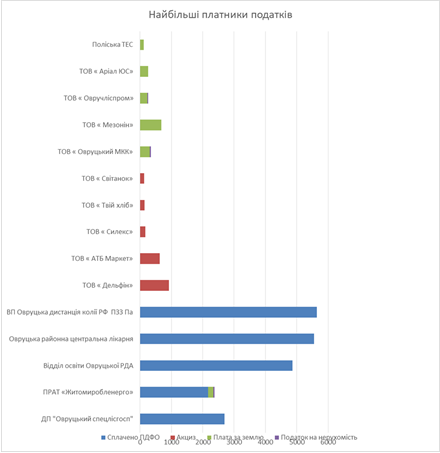 Найбільші платники податків
Поліська ТЕС
ТОВ « Аріал ЮС»
ТОВ « Овручліспром»
ТОВ « Мезонін»
ТОВ « Овруцький МКК»
ТОВ « Світанок»
ТОВ « Твій хліб»
ТОВ « Силекс»
ТОВ « АТБ Маркет»
ТОВ « Дельфін»
ВП Овруцька дистанція колії РФ ПЗЗ Па
Овруцька районна центральна лікарня
Відділ освіти Овруцької РДА
ПРАТ «Житомиробленерго»
ДП "Овруцький спецлісгосп"
0 1000 2000 3000 4000 5000 6000
Сплачено ПДФО Акциз Плата за землю Податок на нерухомість